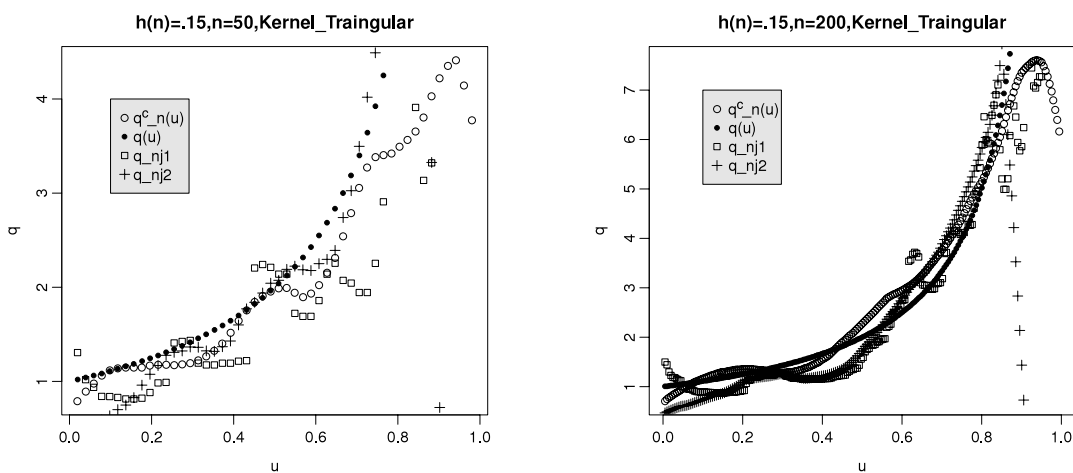 h(n)=.15,n=50,Kernel_Traingular
4
3
2
1
q
q^c_n(u)
q(u)
q_nj1
q_nj2
0.0 0.2 0.4 0.6 0.8 1.0
u
h(n)=.15,n=200,Kernel_Traingular
7
6
5
4
3
2
1
q
q^c_n(u)
q(u)
q_nj1
q_nj2
0.0 0.2 0.4 0.6 0.8 1.0
u